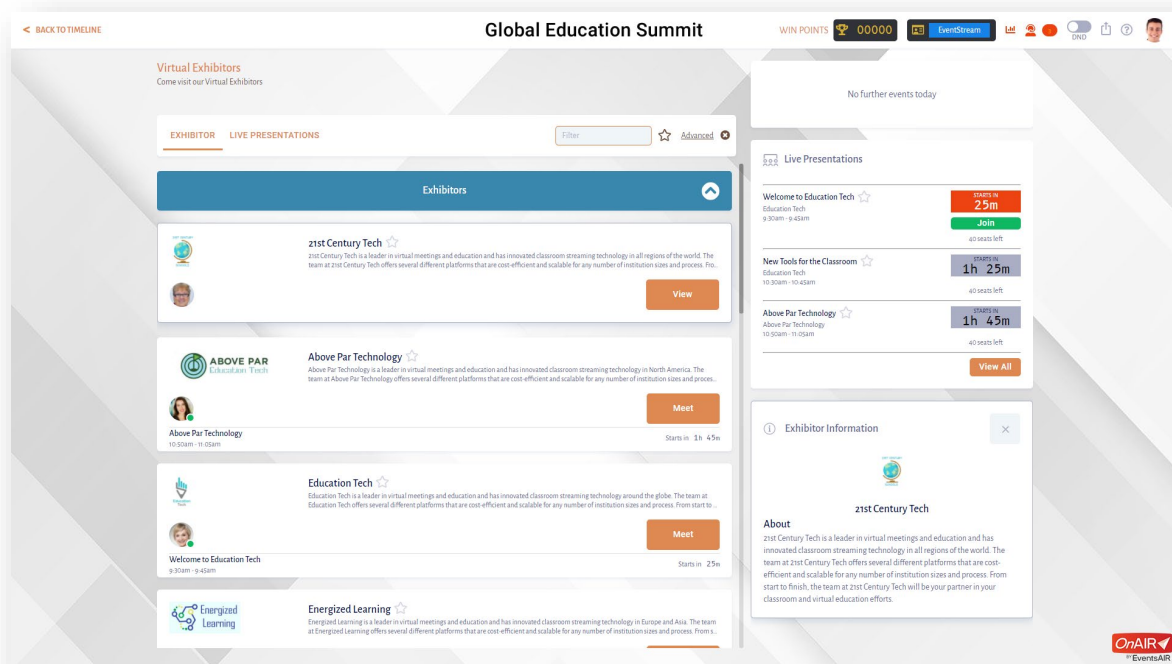 < BACK TO TIMELINE
Global Education Summit
WIN POINTS
00000
EventStream
DND
Virtual Exhibitors
Come visit our Virtual Exhibitors
EXHIBITOR LIVE PRESENTATIONS
Filter
Advanced
Exhibitors
21st Century Tech
21st Century Tech is a leader in virtual meetings and education and has innovated classroom streaming technology in all regions of the world. The
team at 21st Century Tech offers several different platforms that are cost-efficient and scalable for any number of institution sizes and process. Fro...
View
ABOVE PAR
Education Tech
Above Par Technology
Above Par Technology is a leader in virtual meetings and education and has innovated classroom streaming technology in North America. The
team at Above Par Technology offers several different platforms that are cost-efficient and scalable for any number of institution sizes and proces...
Meet
Above Par Technology
10:50am - 11:05am
Starts in 1h 45m
Education Tech
Education Tech is a leader in virtual meetings and education and has innovated classroom streaming technology around the globe. The team at
Education Tech offers several different platforms that are cost-efficient and scalable for any number of institution sizes and process. From start to ...
Meet
Welcome to Education Tech
9:30am - 9:45am
Starts in 25m
Energized
Learning
Energized Learning
Energized Learning is a leader in virtual meetings and education and has innovated classroom streaming technology in Europe and Asia. The team
at Energized Learning offers several different platforms that are cost-efficient and scalable for any number of institution sizes and process. From s...
No further events today
Live Presentations
Welcome to Education Tech
Education Tech
9:30am - 9:45am
STARTS IN
25m
Join
40 seats left
New Tools for the Classroom
Education Tech
10:30am - 10:45am
STARTS IN
1h 25m
40 seats left
Above Par Technology
Above Par Technology
10:50am - 11:05am
STARTS IN
1h 45m
40 seats left
View All
Exhibitor Information
21st Century Tech
About
21st Century Tech is a leader in virtual meetings and education and has
innovated classroom streaming technology in all regions of the world. The
team at 21st Century Tech offers several different platforms that are cost-
efficient and scalable for any number of institution sizes and process. From
start to finish, the team at 21st Century Tech will be your partner in your
classroom and virtual education efforts.
OnAIR
BY EventsAIR